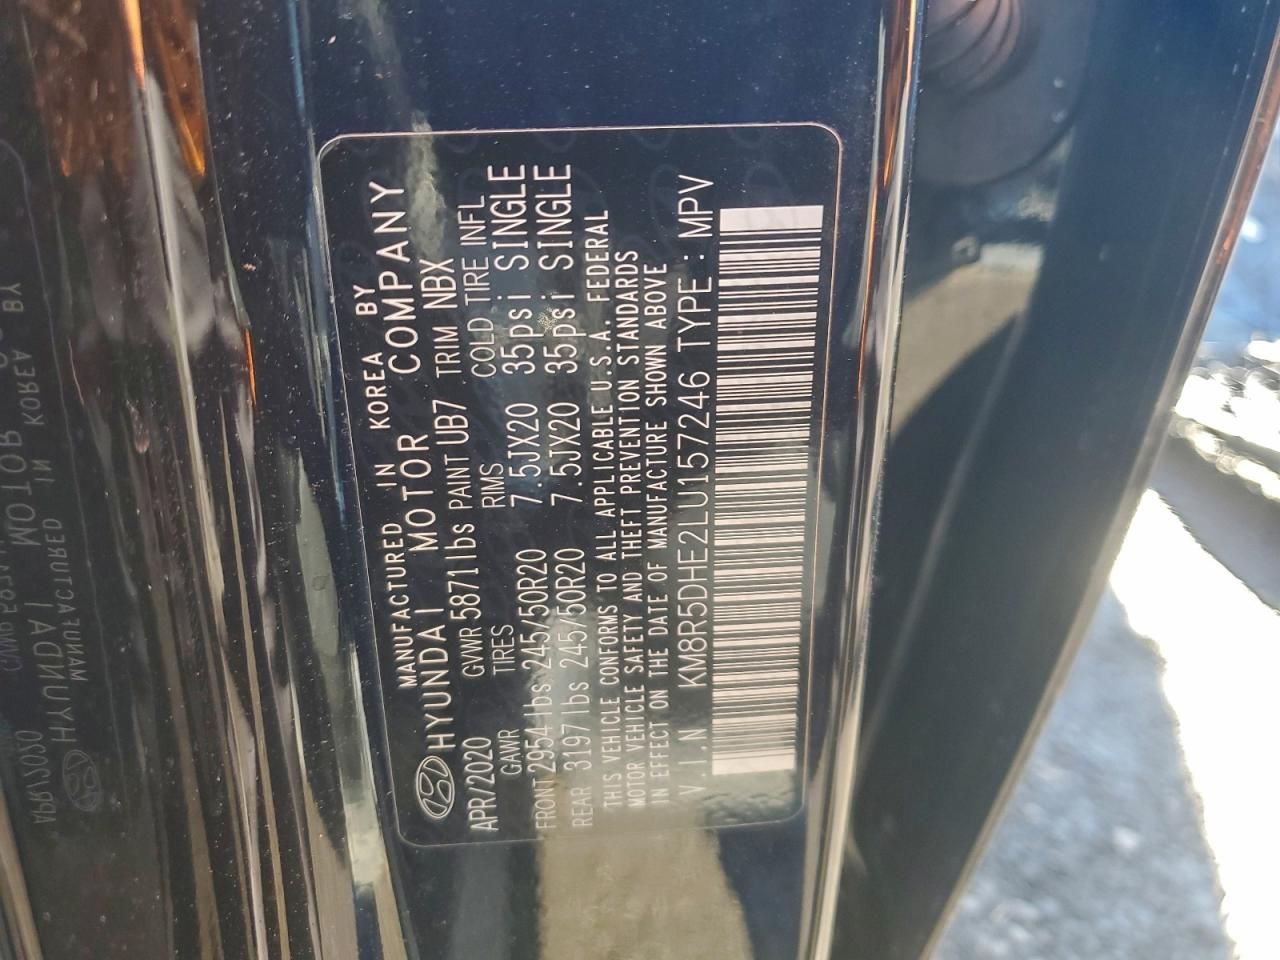 MANUFACTURED IN KOREA BY
HYUNDAI MOTOR COMPANY
APR/2020 GVWR 5871lbs PAINT UB7 TRIM NBX
GAWR TIRES RIMS COLD TIRE INFL
FRONT 2954lbs 245/50R20 7.5JX20 35psi SINGLE
REAR 3197lbs 245/50R20 7.5JX20 35psi SINGLE
THIS VEHICLE CONFORMS TO ALL APPLICABLE U.S.A. FEDERAL
MOTOR VEHICLE SAFETY AND THEFT PREVENTION STANDARDS
IN EFFECT ON THE DATE OF MANUFACTURE SHOWN ABOVE
V.I.N KM8R5DHE2LU157246 TYPE : MPV